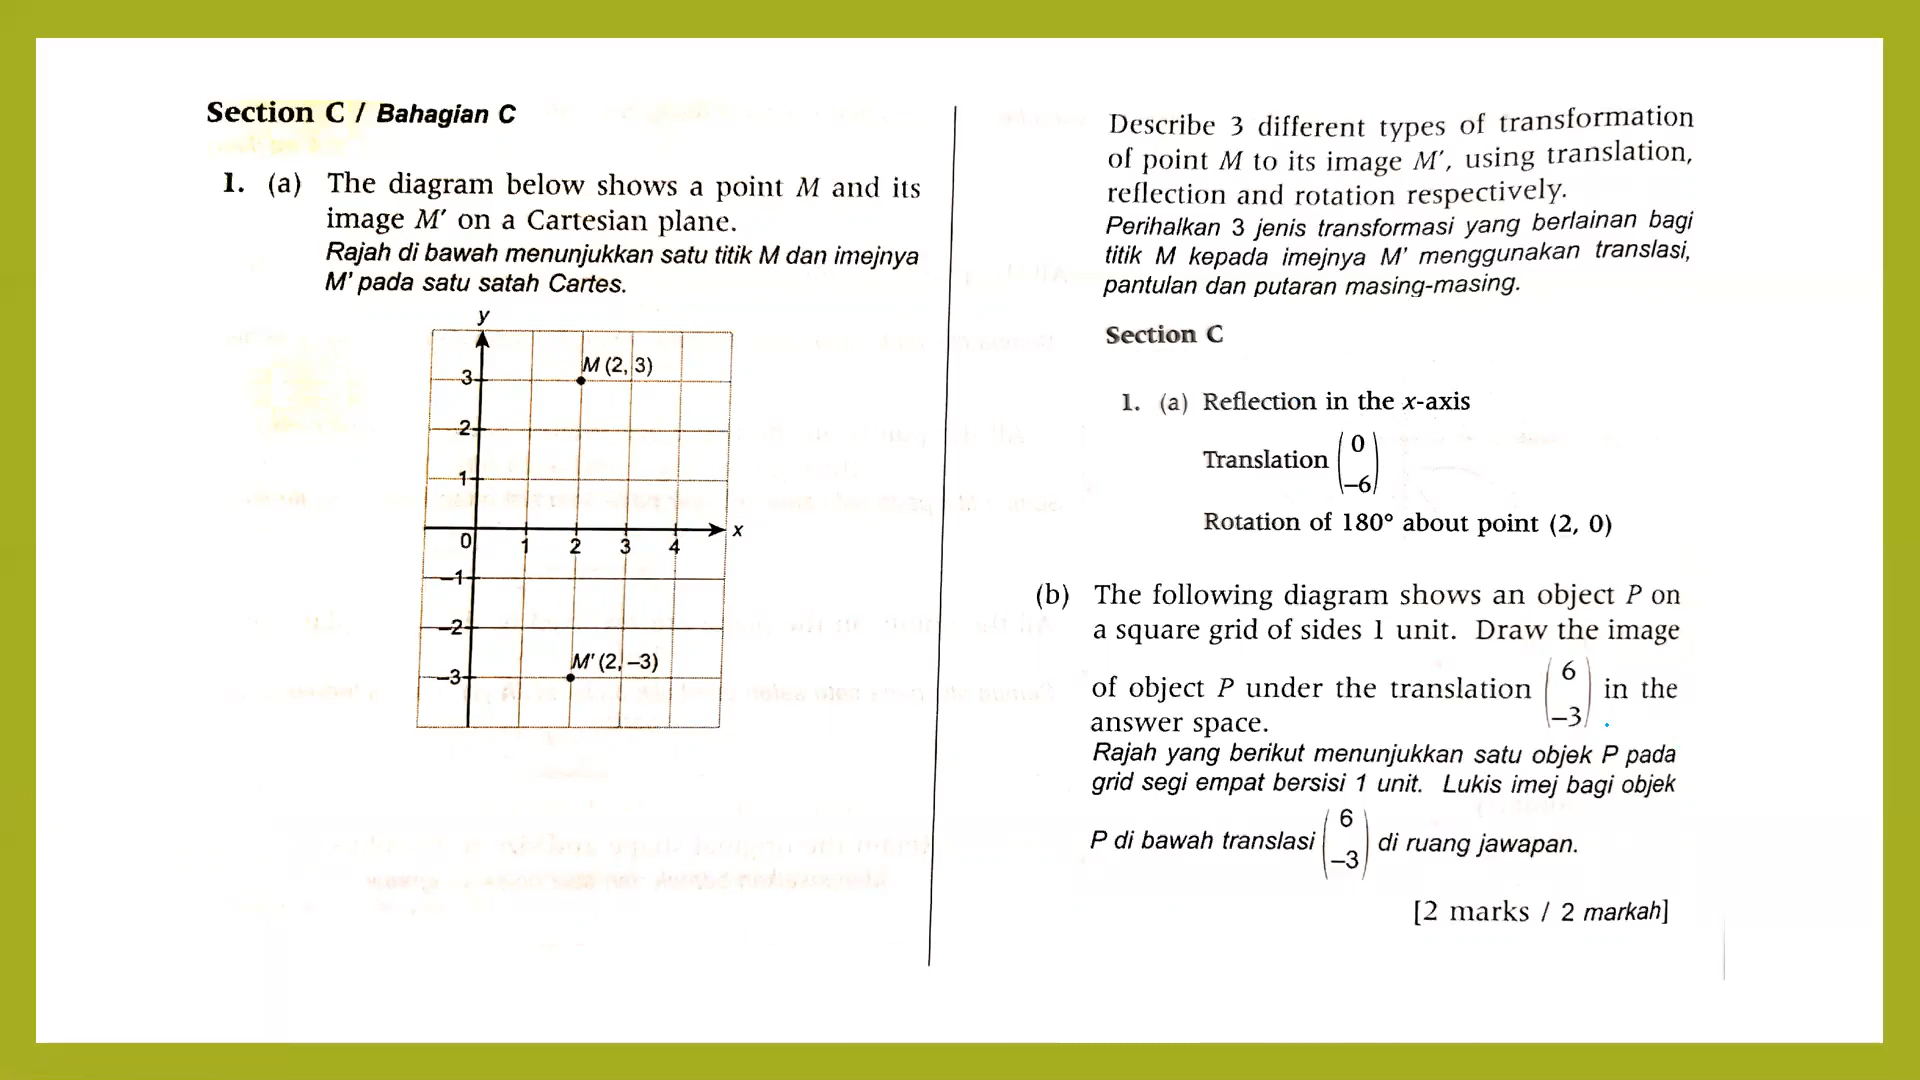 Section C / Bahagian C
1. (a) The diagram below shows a point M and its
image M′ on a Cartesian plane.
Rajah di bawah menunjukkan satu titik M dan imejnya
M′ pada satu satah Cartes.
y
M (2, 3)
3
2
1
0
1
2
3
4
x
–1
–2
M′ (2, –3)
–3
Describe 3 different types of transformation
of point M to its image M′, using translation,
reflection and rotation respectively.
Perihalkan 3 jenis transformasi yang berlainan bagi
titik M kepada imejnya M′ menggunakan translasi,
pantulan dan putaran masing-masing.
Section C
1. (a) Reflection in the x-axis
Translation (0
–6)
Rotation of 180° about point (2, 0)
(b) The following diagram shows an object P on
a square grid of sides 1 unit. Draw the image
of object P under the translation (6
–3) in the
answer space.
Rajah yang berikut menunjukkan satu objek P pada
grid segi empat bersisi 1 unit. Lukis imej bagi objek
P di bawah translasi (6
–3) di ruang jawapan.
[2 marks / 2 markah]